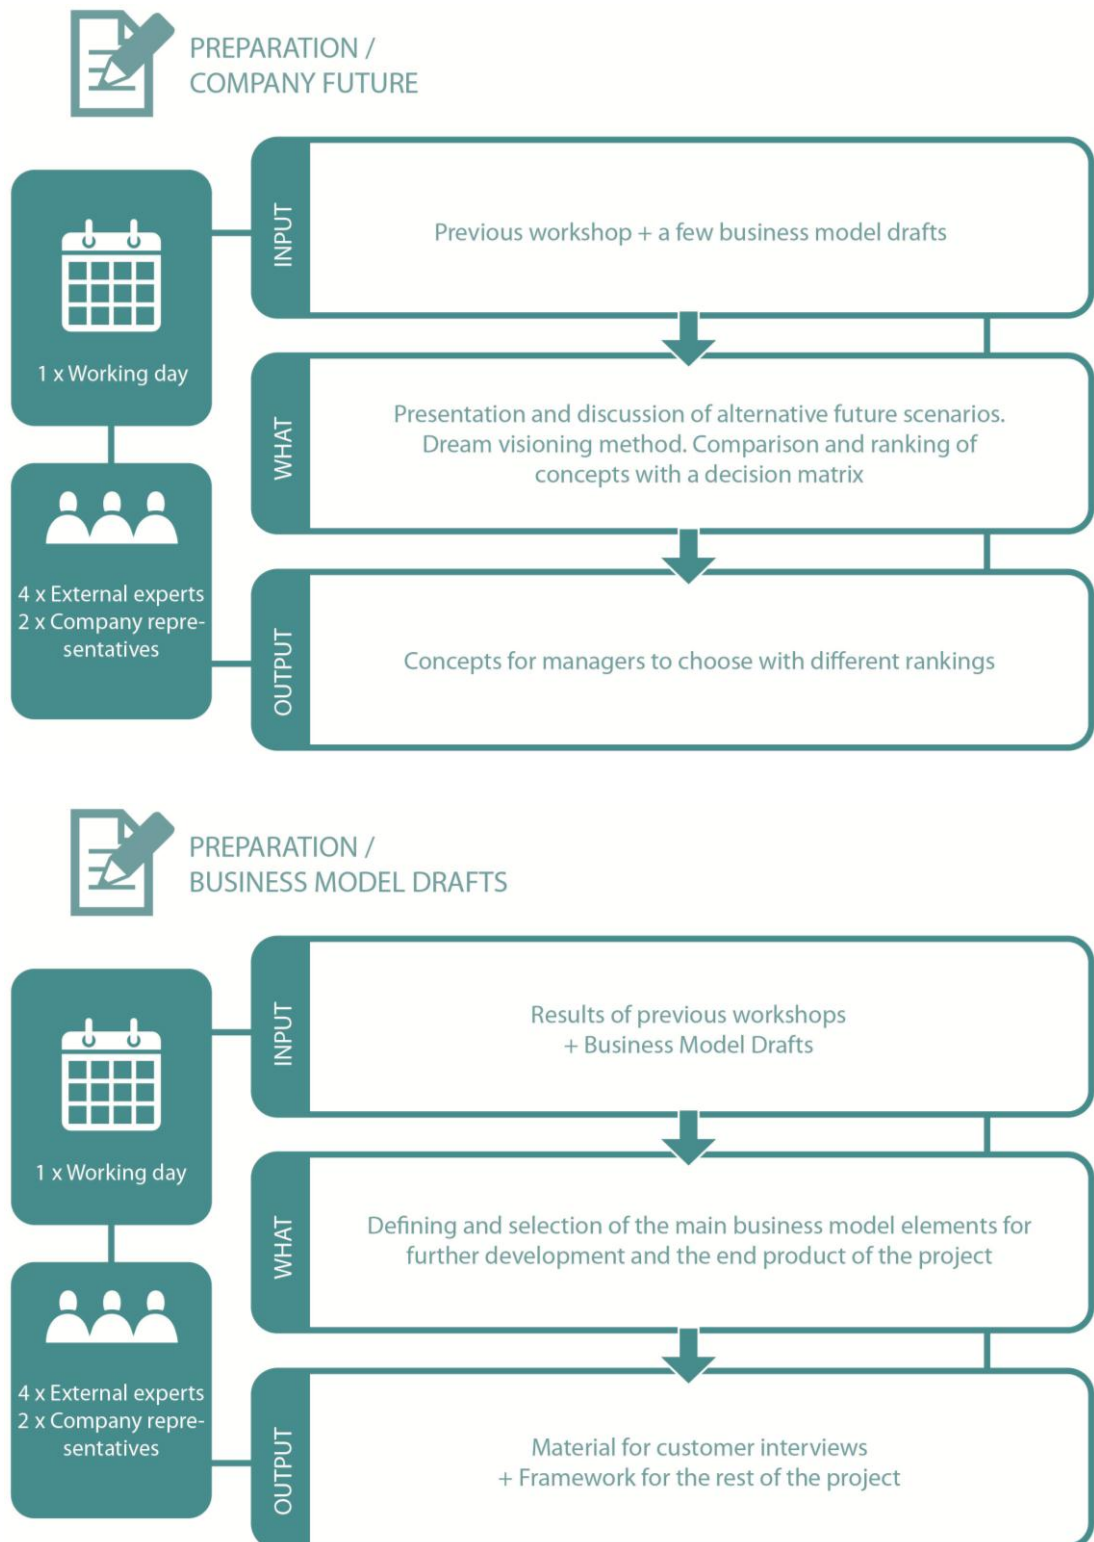 PREPARATION /
COMPANY FUTURE
INPUT
Previous workshop + a few business model drafts
1 x Working day
WHAT
Presentation and discussion of alternative future scenarios.
Dream visioning method. Comparison and ranking of
concepts with a decision matrix
4 x External experts
2 x Company repre-
sentatives
OUTPUT
Concepts for managers to choose with different rankings
PREPARATION /
BUSINESS MODEL DRAFTS
INPUT
Results of previous workshops
+ Business Model Drafts
1 x Working day
WHAT
Defining and selection of the main business model elements for
further development and the end product of the project
4 x External experts
2 x Company repre-
sentatives
OUTPUT
Material for customer interviews
+ Framework for the rest of the project